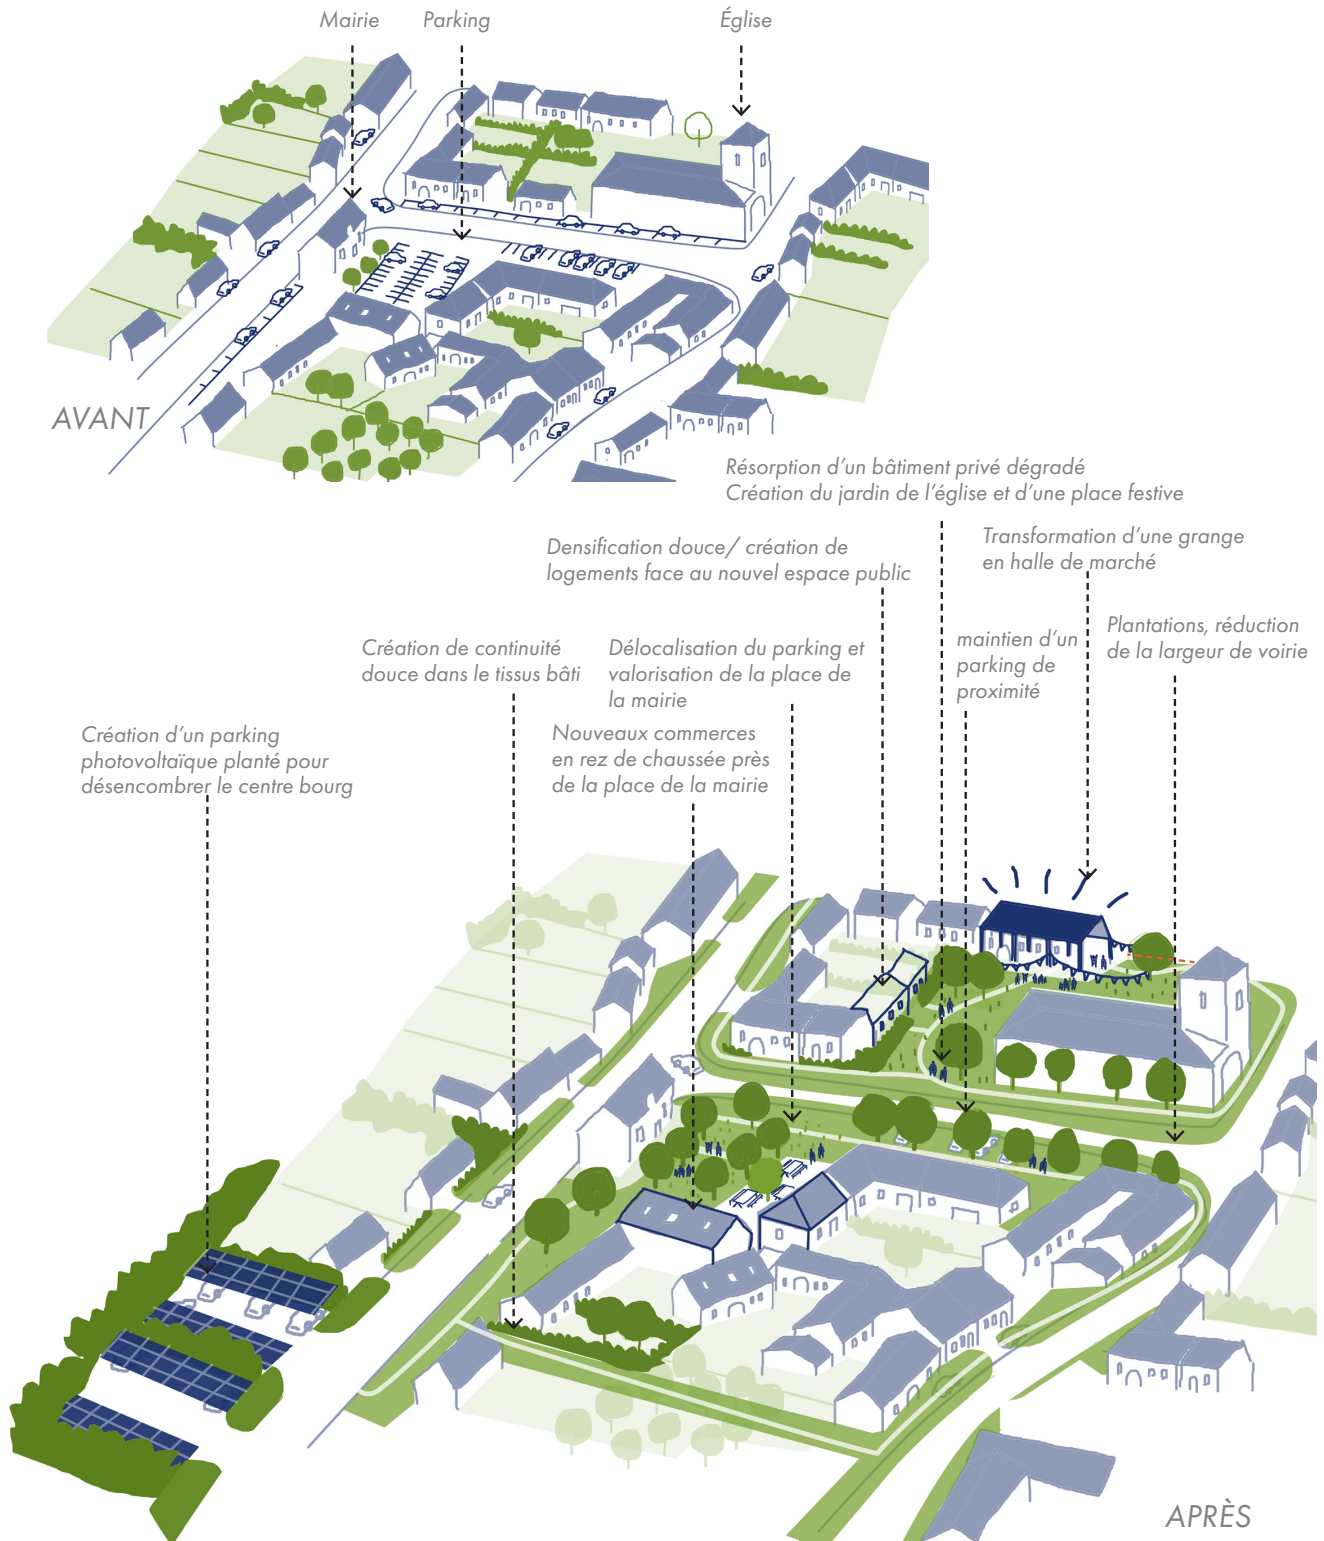 Mairie
Parking
Église
AVANT
Résorption d'un bâtiment privé dégradé
Création du jardin de l'église et d'une place festive
Densification douce/ création de
logements face au nouvel espace public
Transformation d'une grange
en halle de marché
Création de continuité
douce dans le tissus bâti
Délocalisation du parking et
valorisation de la place de
la mairie
maintien d'un
parking de
proximité
Plantations, réduction
de la largeur de voirie
Création d'un parking
photovoltaïque planté pour
désencombrer le centre bourg
Nouveaux commerces
en rez de chaussée près
de la place de la mairie
APRÈS